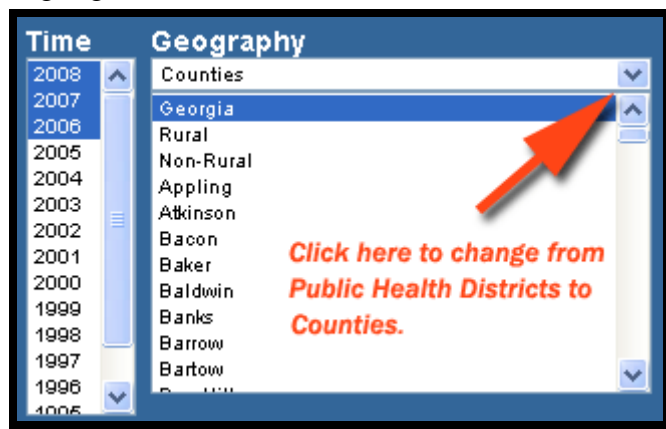 Time
2008
2007
2006
2005
2004
2003
2002
2001
2000
1999
1998
1997
1996
1995
Geography
Counties
Georgia
Rural
Non-Rural
Appling
Atkinson
Bacon
Baker
Baldwin
Banks
Barrow
Bartow
Click here to change from
Public Health Districts to
Counties.